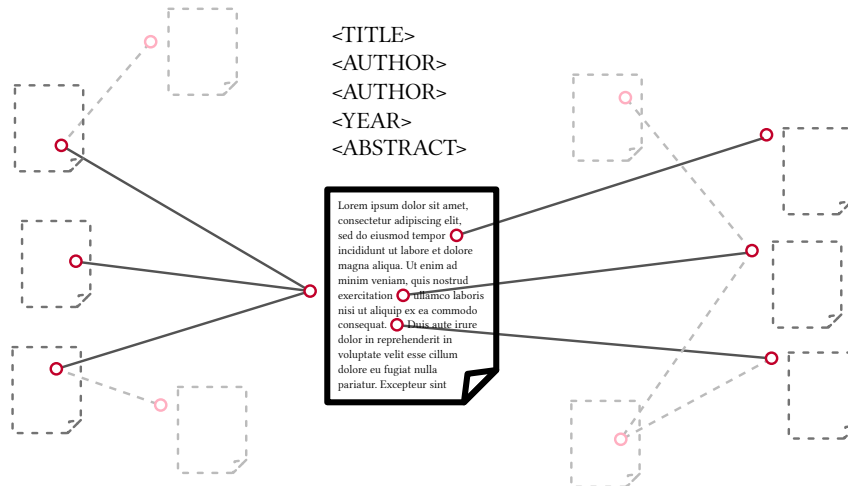 <TITLE>
<AUTHOR>
<AUTHOR>
<YEAR>
<ABSTRACT>
Lorem ipsum dolor sit amet,
consectetur adipiscing elit,
sed do eiusmod tempor
incididunt ut labore et dolore
magna aliqua. Ut enim ad
minim veniam, quis nostrud
exercitation ullamco laboris
nisi ut aliquip ex ea commodo
consequat. Duis aute irure
dolor in reprehenderit in
voluptate velit esse cillum
dolore eu fugiat nulla
pariatur. Excepteur sint